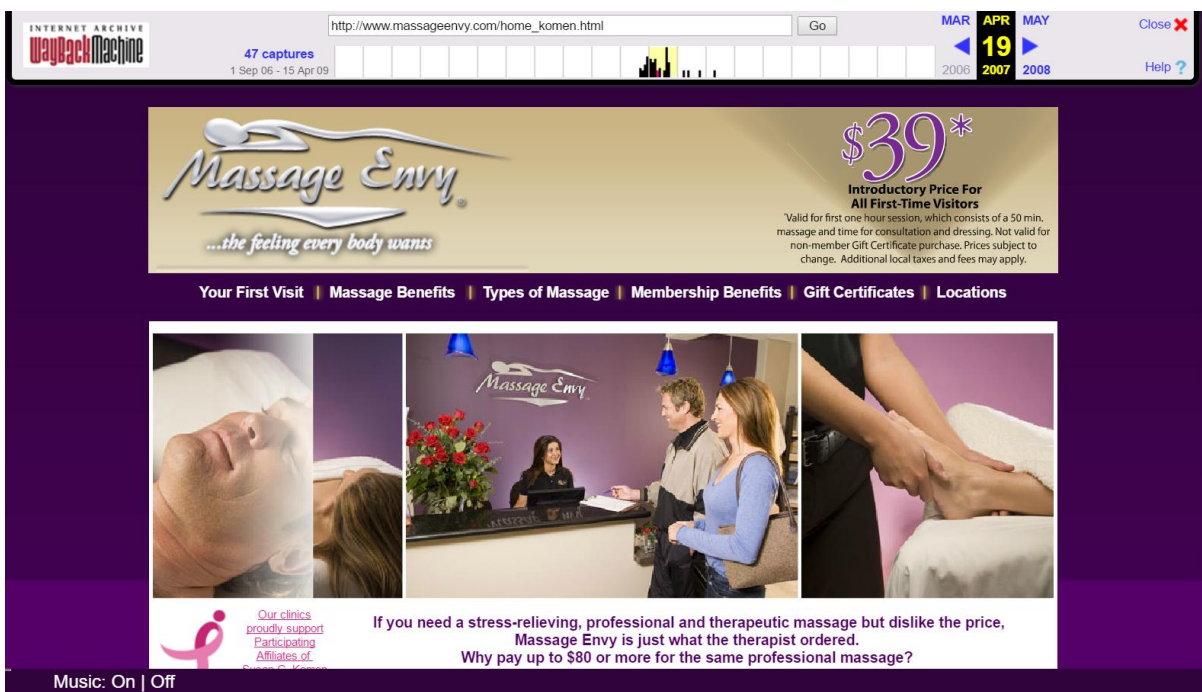 INTERNET ARCHIVE
WayBackMachine
http://www.massageenvy.com/home_komen.html
Go
47 captures
1 Sep 06 - 15 Apr 09
MAR APR MAY
19
2006 2007 2008
Close
Help ?
Massage Envy®
...the feeling every body wants
$39*
Introductory Price For
All First-Time Visitors
*Valid for first one hour session, which consists of a 50 min.
massage and time for consultation and dressing. Not valid for
non-member Gift Certificate purchase. Prices subject to
change. Additional local taxes and fees may apply.
Your First Visit | Massage Benefits | Types of Massage | Membership Benefits | Gift Certificates | Locations
Massage Envy
Our clinics
proudly support
Participating
Affiliates of
Susan G. Komen
If you need a stress-relieving, professional and therapeutic massage but dislike the price,
Massage Envy is just what the therapist ordered.
Why pay up to $80 or more for the same professional massage?
Music: On | Off